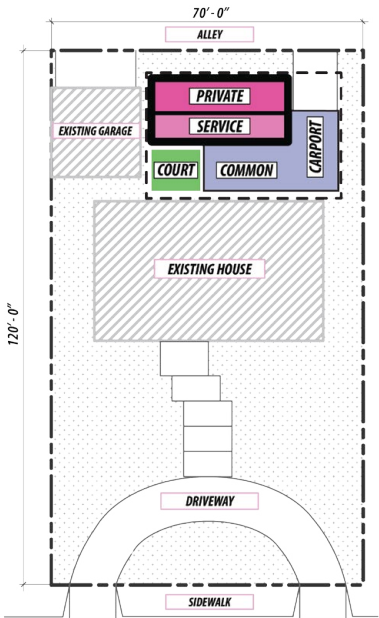 70' - 0"
ALLEY
PRIVATE
EXISTING GARAGE
SERVICE
CARPORT
COURT
COMMON
EXISTING HOUSE
120' - 0"
DRIVEWAY
SIDEWALK